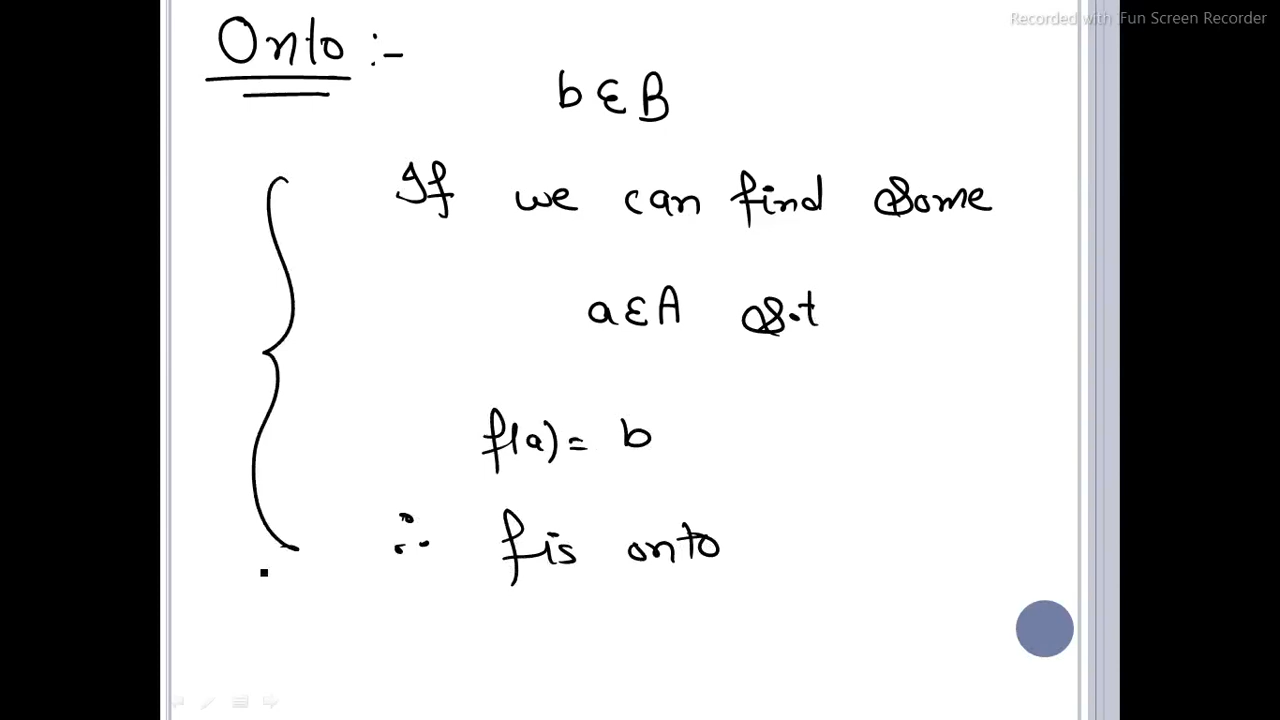 Recorded with Fun Screen Recorder
Onto :-
b ∈ B
If we can find some
a ∈ A s.t
f(a) = b
∴ f is onto